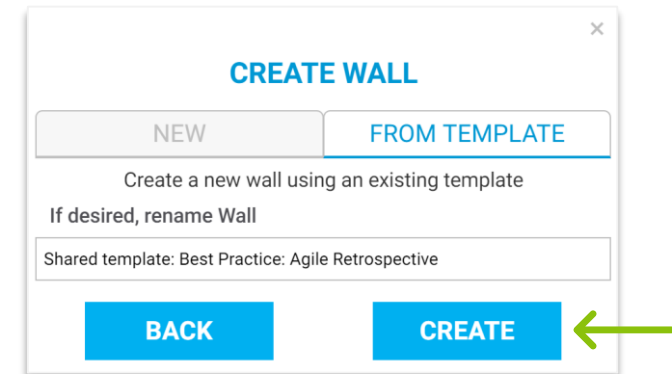 ×
CREATE WALL
NEW
FROM TEMPLATE
Create a new wall using an existing template
If desired, rename Wall
Shared template: Best Practice: Agile Retrospective
BACK
CREATE